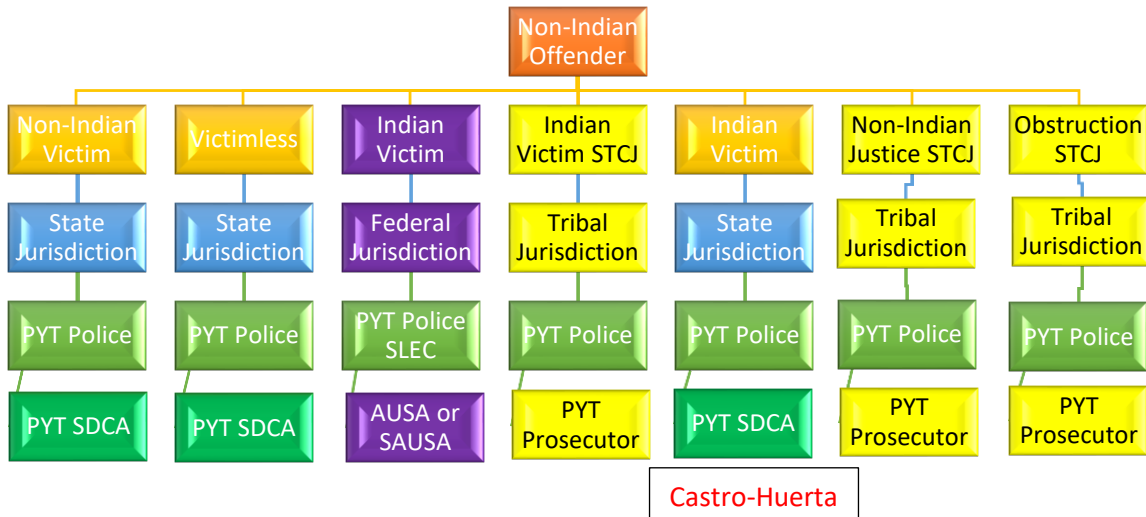 Non-Indian
Offender
Non-Indian
Victim
Victimless
Indian
Victim
Indian
Victim STCJ
Indian
Victim
Non-Indian
Justice STCJ
Obstruction
STCJ
State
Jurisdiction
State
Jurisdiction
Federal
Jurisdiction
Tribal
Jurisdiction
State
Jurisdiction
Tribal
Jurisdiction
Tribal
Jurisdiction
PYT Police
PYT Police
PYT Police
SLEC
PYT Police
PYT Police
PYT Police
PYT Police
PYT SDCA
PYT SDCA
AUSA or
SAUSA
PYT
Prosecutor
PYT SDCA
PYT
Prosecutor
PYT
Prosecutor
Castro-Huerta